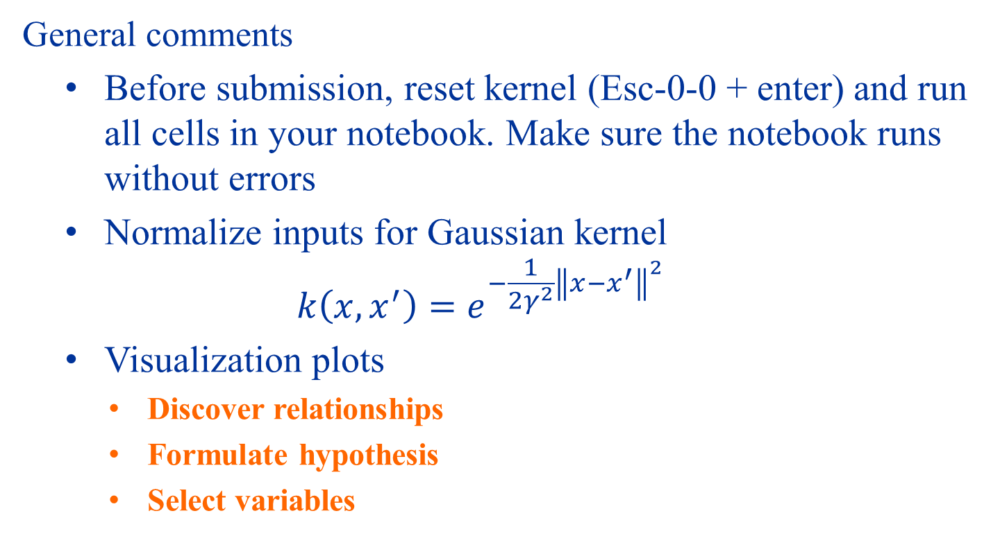 General comments
• Before submission, reset kernel (Esc-0-0 + enter) and run
all cells in your notebook. Make sure the notebook runs
without errors
• Normalize inputs for Gaussian kernel
k(x, x′) = e^{−\frac{1}{2γ^2}‖x−x′‖^2}
• Visualization plots
• Discover relationships
• Formulate hypothesis
• Select variables